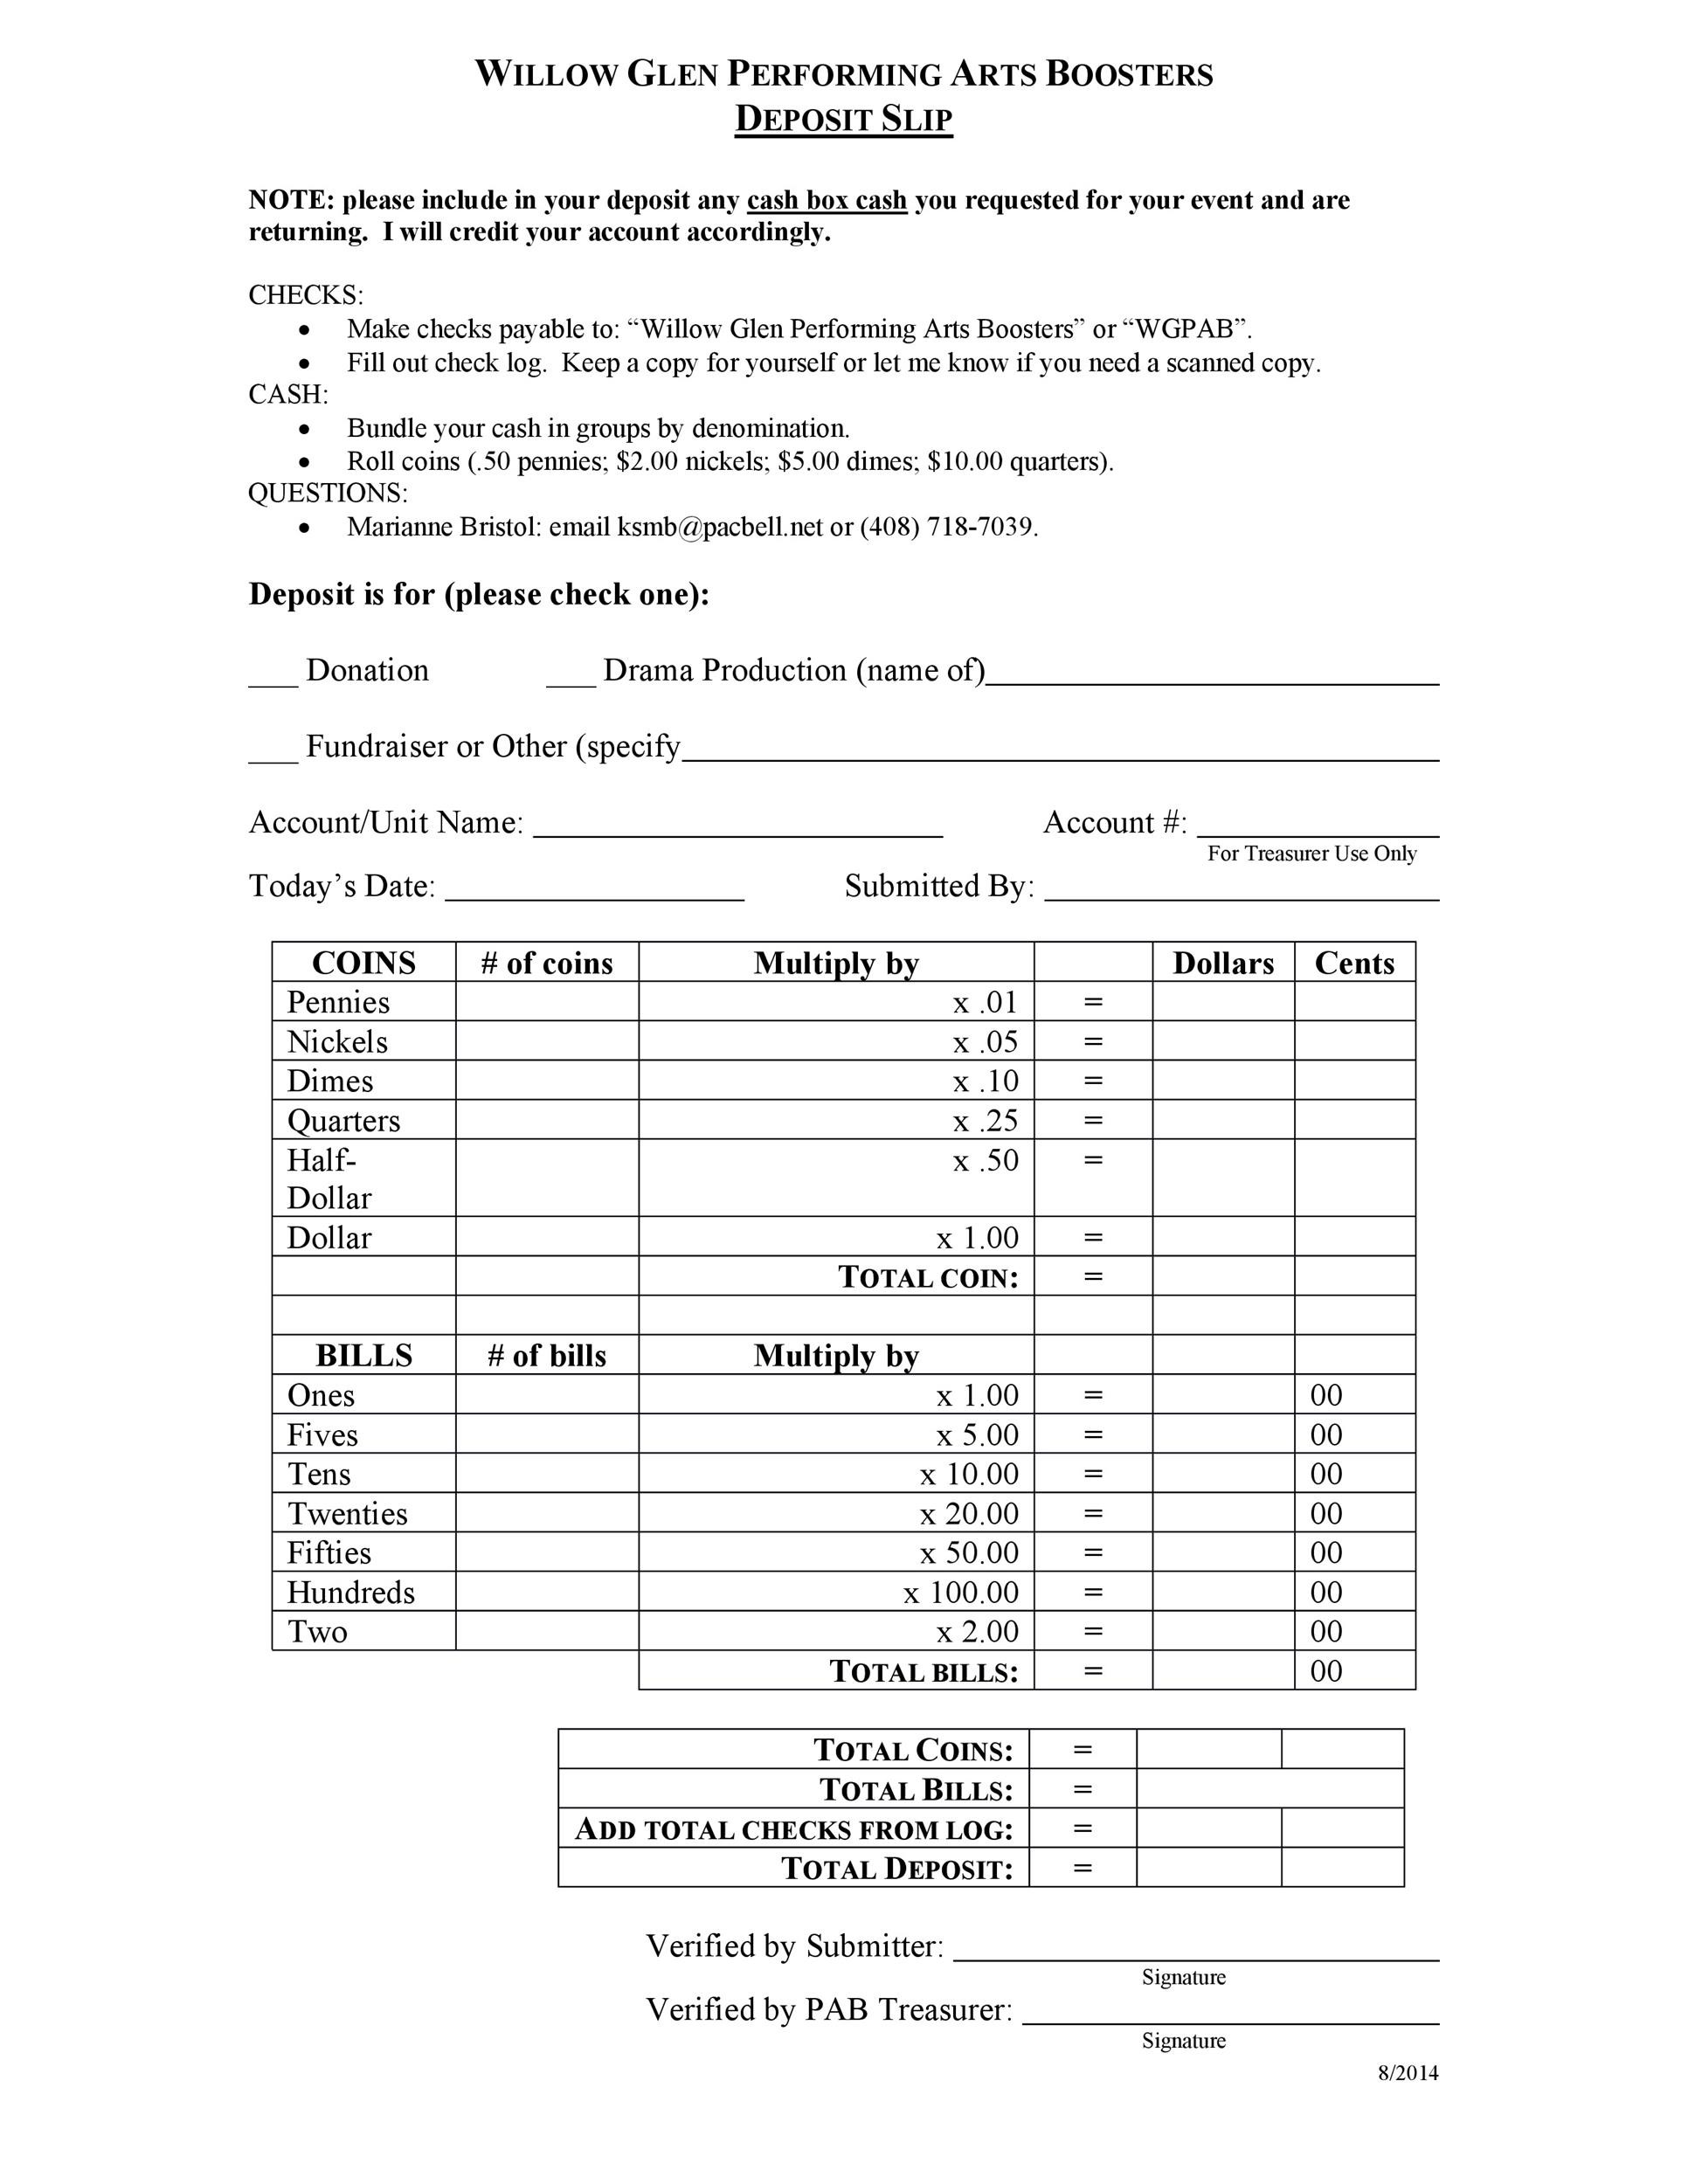 WILLOW GLEN PERFORMING ARTS BOOSTERS
DEPOSIT SLIP
NOTE: please include in your deposit any cash box cash you requested for your event and are
returning. I will credit your account accordingly.
CHECKS:
• Make checks payable to: “Willow Glen Performing Arts Boosters” or “WGPAB”.
• Fill out check log. Keep a copy for yourself or let me know if you need a scanned copy.
CASH:
• Bundle your cash in groups by denomination.
• Roll coins (.50 pennies; $2.00 nickels; $5.00 dimes; $10.00 quarters).
QUESTIONS:
• Marianne Bristol: email ksmb@pacbell.net or (408) 718-7039.
Deposit is for (please check one):
___ Donation ___ Drama Production (name of)___________________________
___ Fundraiser or Other (specify_____________________________________________
Account/Unit Name: ________________________ Account #: ______________
For Treasurer Use Only
Today’s Date: __________________ Submitted By: _______________________
COINS # of coins Multiply by Dollars Cents
Pennies x .01 =
Nickels x .05 =
Dimes x .10 =
Quarters x .25 =
Half- x .50 =
Dollar
Dollar x 1.00 =
TOTAL COIN: =
BILLS # of bills Multiply by
Ones x 1.00 = 00
Fives x 5.00 = 00
Tens x 10.00 = 00
Twenties x 20.00 = 00
Fifties x 50.00 = 00
Hundreds x 100.00 = 00
Two x 2.00 = 00
TOTAL BILLS: = 00
TOTAL COINS: =
TOTAL BILLS: =
ADD TOTAL CHECKS FROM LOG: =
TOTAL DEPOSIT: =
Verified by Submitter: _____________________________
Signature
Verified by PAB Treasurer: _________________________
Signature
8/2014